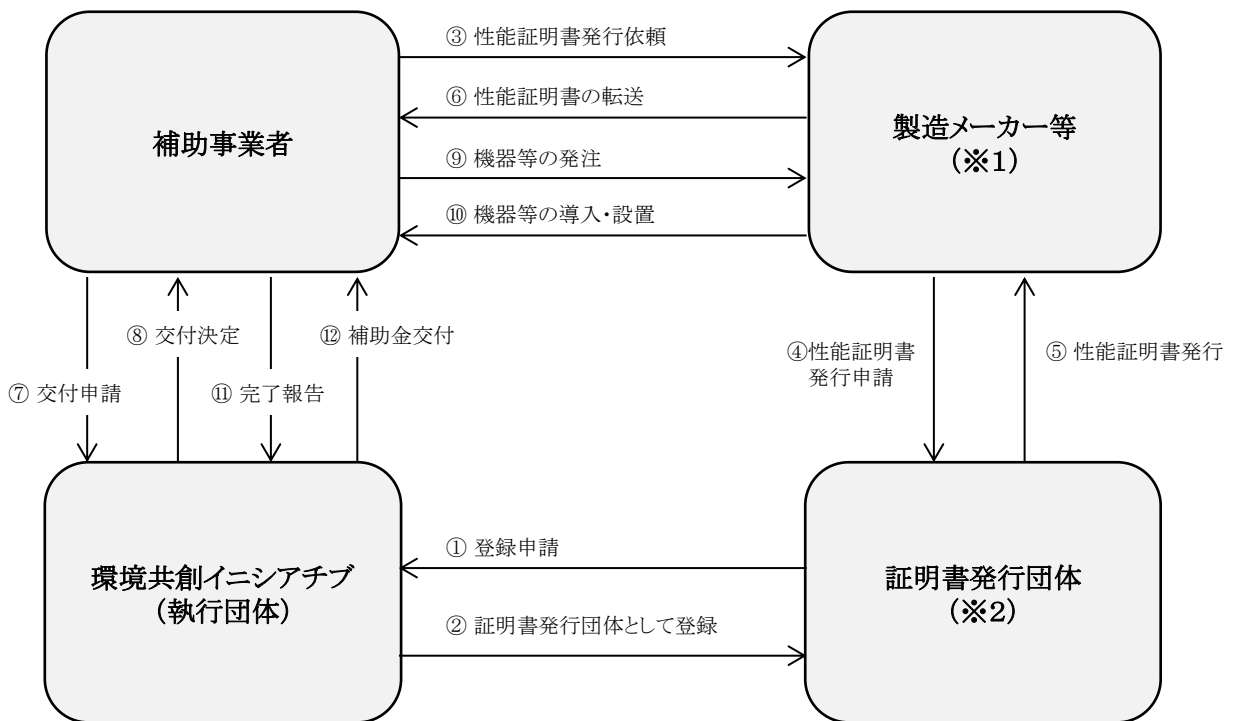 ③ 性能証明書発行依頼
⑥ 性能証明書の転送
⑨ 機器等の発注
⑩ 機器等の導入・設置
補助事業者
製造メーカー等
(※1)
⑦ 交付申請
⑧ 交付決定
⑪ 完了報告
⑫ 補助金交付
④性能証明書
発行申請
⑤ 性能証明書発行
環境共創イニシアチブ
(執行団体)
① 登録申請
② 証明書発行団体として登録
証明書発行団体
(※2)